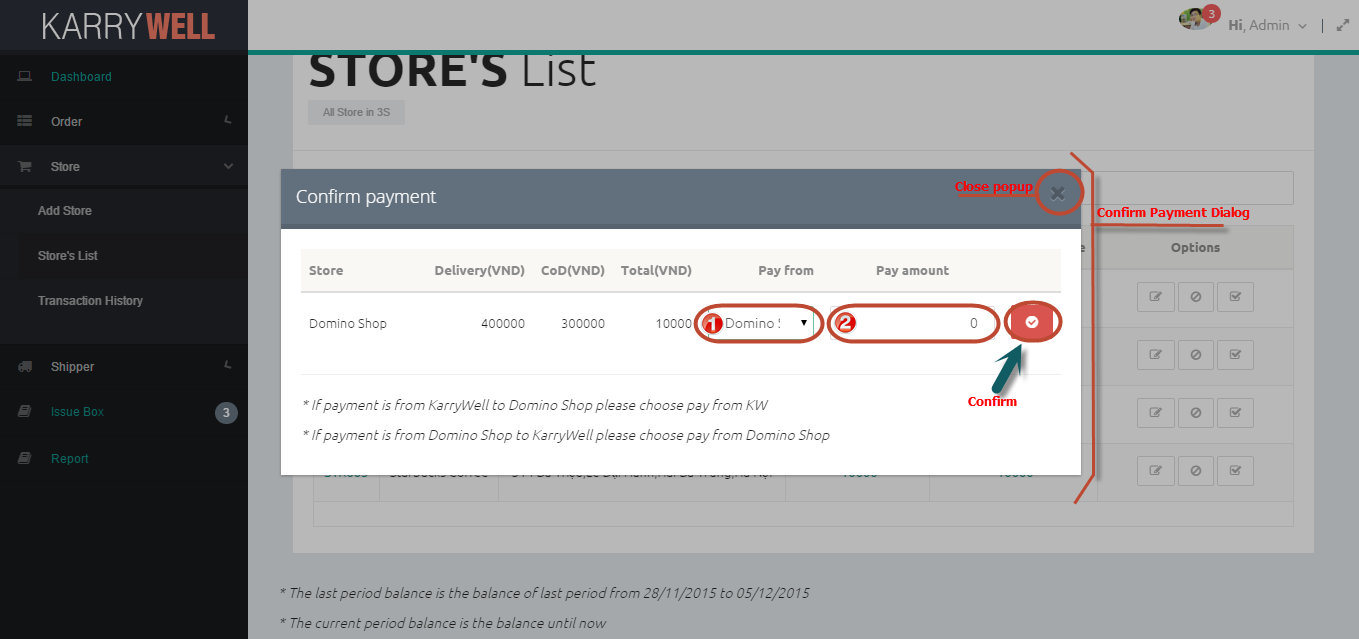 KARRYWELL
3
Hi, Admin
Dashboard
Order
Store
Add Store
Store's List
Transaction History
Shipper
Issue Box
3
Report
STORE'S List
All Store in 3S
Confirm payment
Close popup
Confirm Payment Dialog
Options
Store Delivery(VND) CoD(VND) Total(VND) Pay from Pay amount
Domino Shop 400000 300000 10000 1 Domino 2 0
Confirm
* If payment is from KarryWell to Domino Shop please choose pay from KW
* If payment is from Domino Shop to KarryWell please choose pay from Domino Shop
* The last period balance is the balance of last period from 28/11/2015 to 05/12/2015
* The current period balance is the balance until now